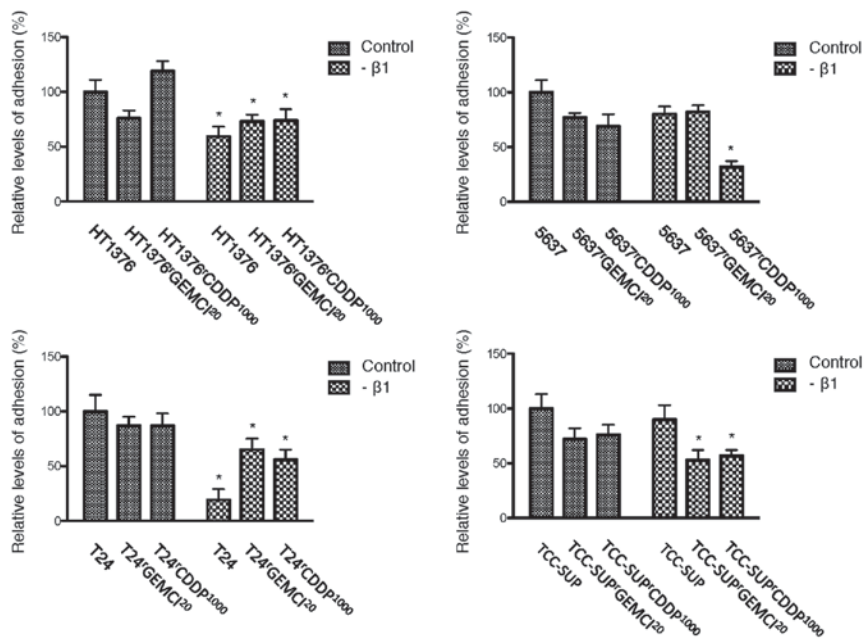 Relative levels of adhesion (%)
150
100
50
0
Control
- β1
*
*
*
HT1376
HT1376ʳGEMCI²⁰
HT1376ʳCDDP¹⁰⁰⁰
HT1376
HT1376ʳGEMCI²⁰
HT1376ʳCDDP¹⁰⁰⁰
Relative levels of adhesion (%)
150
100
50
0
Control
- β1
*
5637
5637ʳGEMCI²⁰
5637ʳCDDP¹⁰⁰⁰
5637
5637ʳGEMCI²⁰
5637ʳCDDP¹⁰⁰⁰
Relative levels of adhesion (%)
150
100
50
0
Control
- β1
*
*
*
T24
T24ʳGEMCI²⁰
T24ʳCDDP¹⁰⁰⁰
T24
T24ʳGEMCI²⁰
T24ʳCDDP¹⁰⁰⁰
Relative levels of adhesion (%)
150
100
50
0
Control
- β1
*
*
TCC-SUP
TCC-SUPʳGEMCI²⁰
TCC-SUPʳCDDP¹⁰⁰⁰
TCC-SUP
TCC-SUPʳGEMCI²⁰
TCC-SUPʳCDDP¹⁰⁰⁰